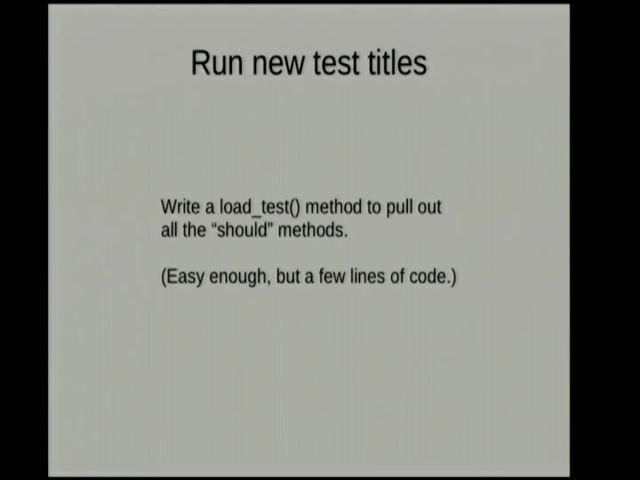 Run new test titles
Write a load_test() method to pull out
all the “should” methods.
(Easy enough, but a few lines of code.)